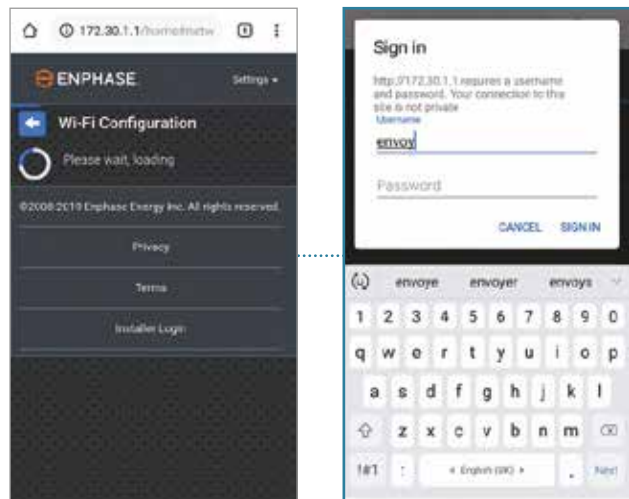 172.30.1.1/home#netw
ENPHASE
Settings
Wi-Fi Configuration
Please wait, loading
©2008-2019 Enphase Energy Inc. All rights reserved.
Privacy
Terms
Installer Login
Sign in
http://172.30.1.1 requires a username
and password. Your connection to this
site is not private
Username
envoy
Password
CANCEL SIGN IN
envoye envoyer envoys
1 2 3 4 5 6 7 8 9 0
q w e r t y u i o p
a s d f g h j k l
z x c v b n m
!#1 : English (UK) . Next